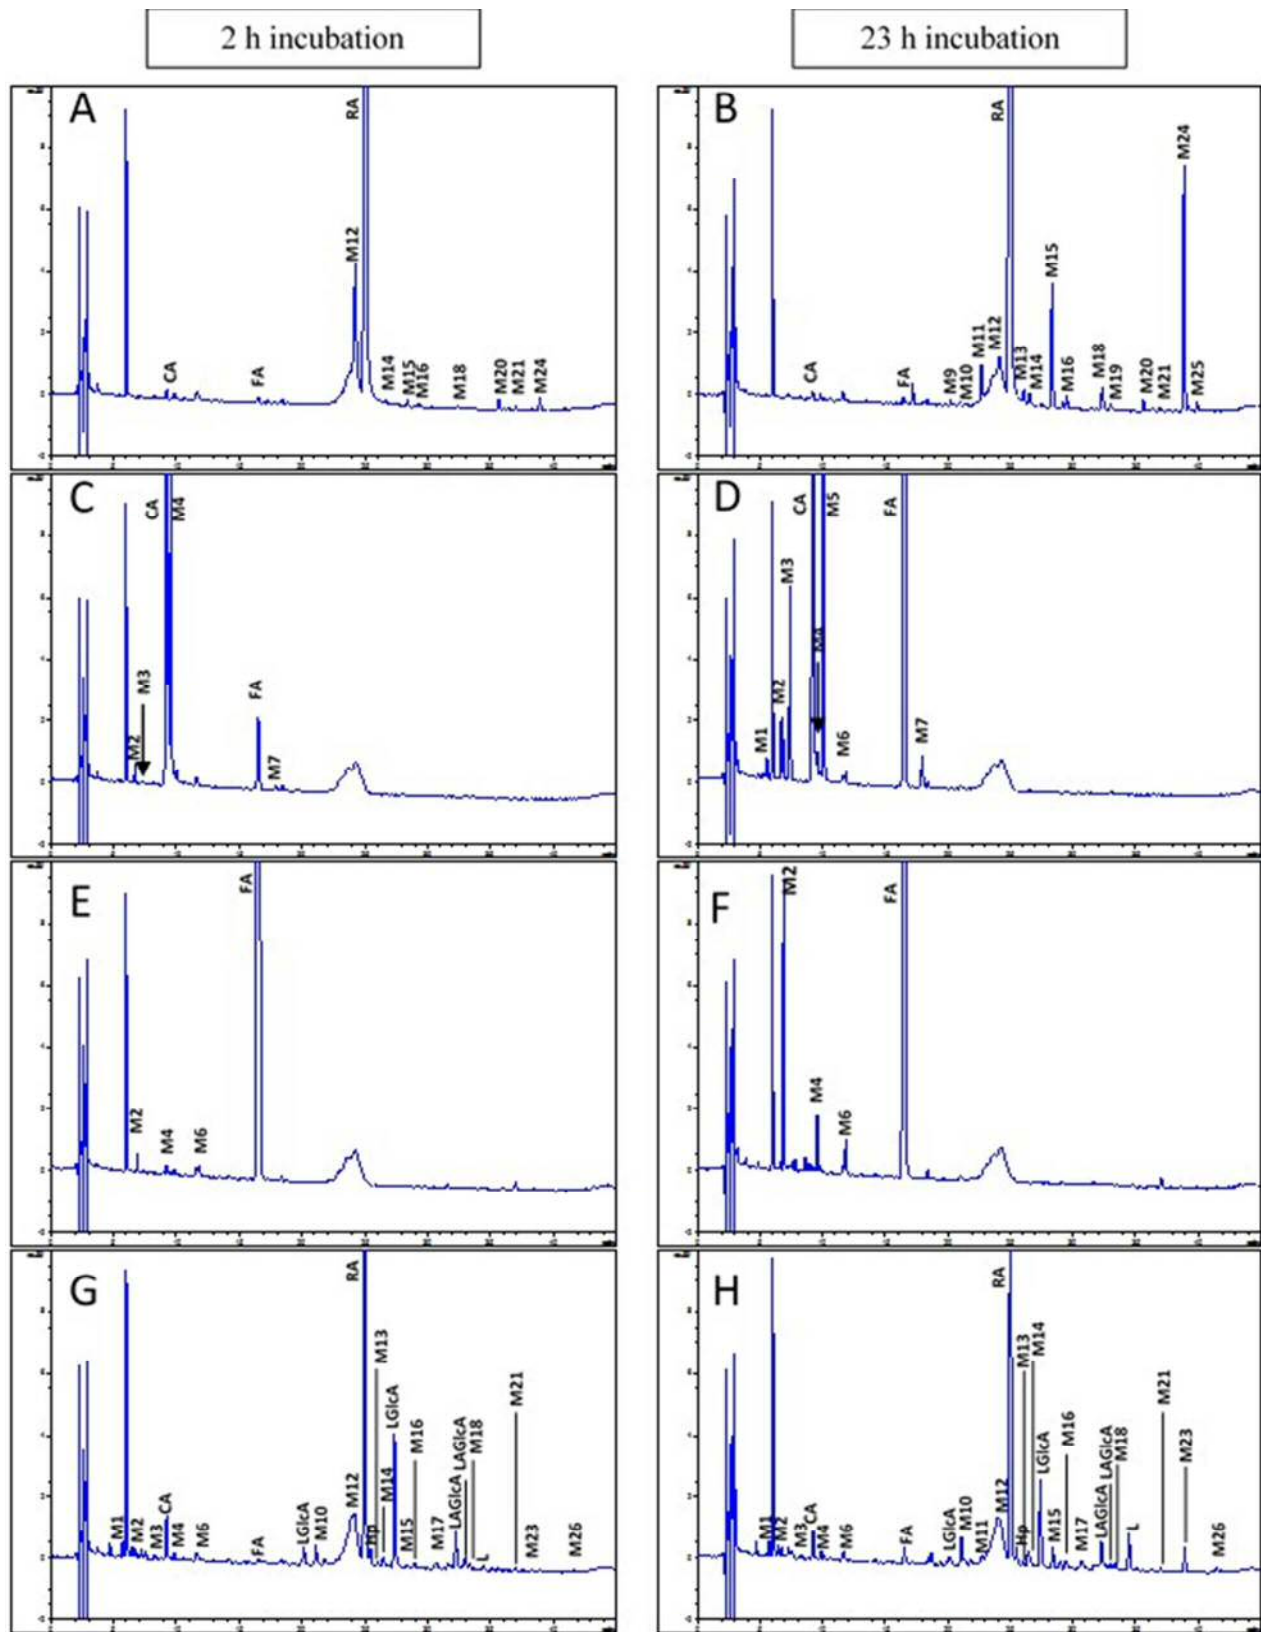 2 h incubation
23 h incubation
A
CA
FA
M12
RA
M14
M15
M16
M18
M20
M21
M24
B
CA
FA
M9
M10
M11
M12
RA
M13
M14
M15
M16
M18
M19
M20
M21
M24
M25
C
M2
M3
CA
M4
FA
M7
D
M1
M2
M3
CA
M4
M5
M6
FA
M7
E
M2
M4
M6
FA
F
M2
M4
M6
FA
G
M1
M2
M3
CA
M4
M6
FA
LGlcA
M10
M12
RA
Hp
M13
M14
LGlcA
M15
M16
M17
LAGlcA
LAGlcA
M18
L
M21
M23
M26
H
M1
M2
M3
CA
M4
M6
FA
LGlcA
M10
M11
M12
RA
Hp
M13
M14
LGlcA
M15
M16
M17
LAGlcA
LAGlcA
M18
L
M21
M23
M26